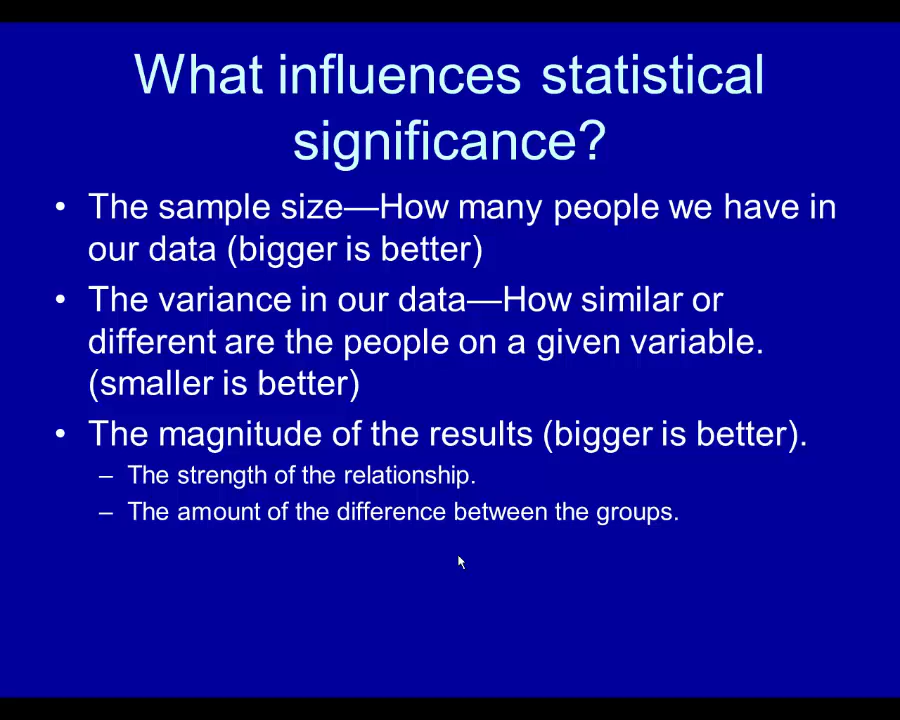 What influences statistical
significance?
• The sample size—How many people we have in
our data (bigger is better)
• The variance in our data—How similar or
different are the people on a given variable.
(smaller is better)
• The magnitude of the results (bigger is better).
– The strength of the relationship.
– The amount of the difference between the groups.